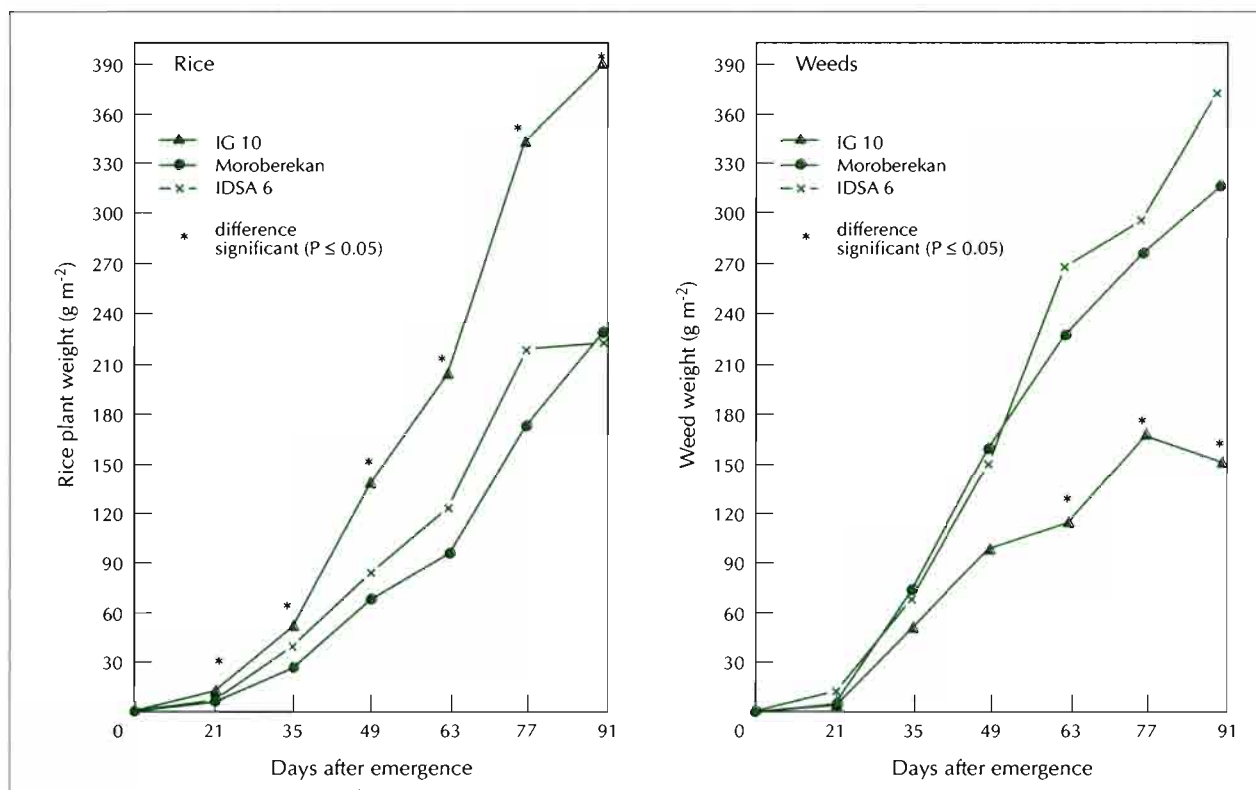 Rice
IG 10
Moroberekan
IDSA 6
* difference
significant (P ≤ 0.05)
Rice plant weight (g m-2)
390
360
330
300
270
240
210
180
150
120
90
60
30
0
21 35 49 63 77 91
Days after emergence
Weeds
IG 10
Moroberekan
IDSA 6
* difference
significant (P ≤ 0.05)
Weed weight (g m-2)
390
360
330
300
270
240
210
180
150
120
90
60
30
0
21 35 49 63 77 91
Days after emergence